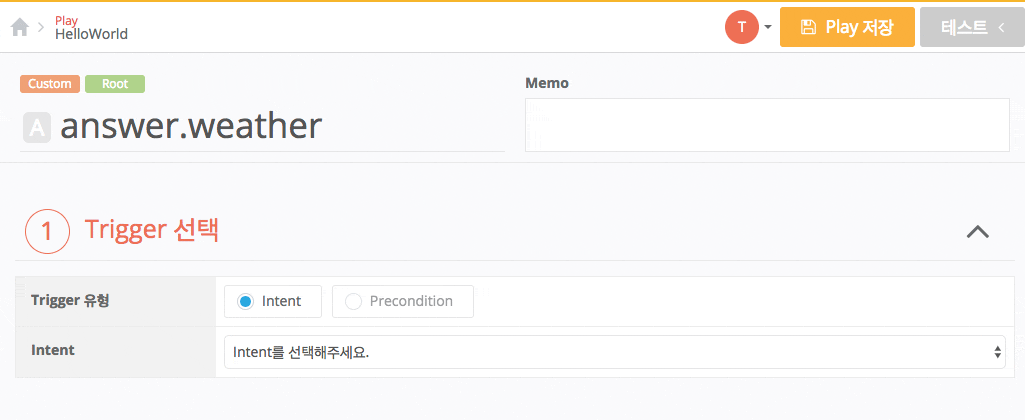 Play
HelloWorld
T
Play 저장
테스트
Custom
Root
Memo
A
answer.weather
1
Trigger 선택
Trigger 유형
Intent
Precondition
Intent
Intent를 선택해주세요.